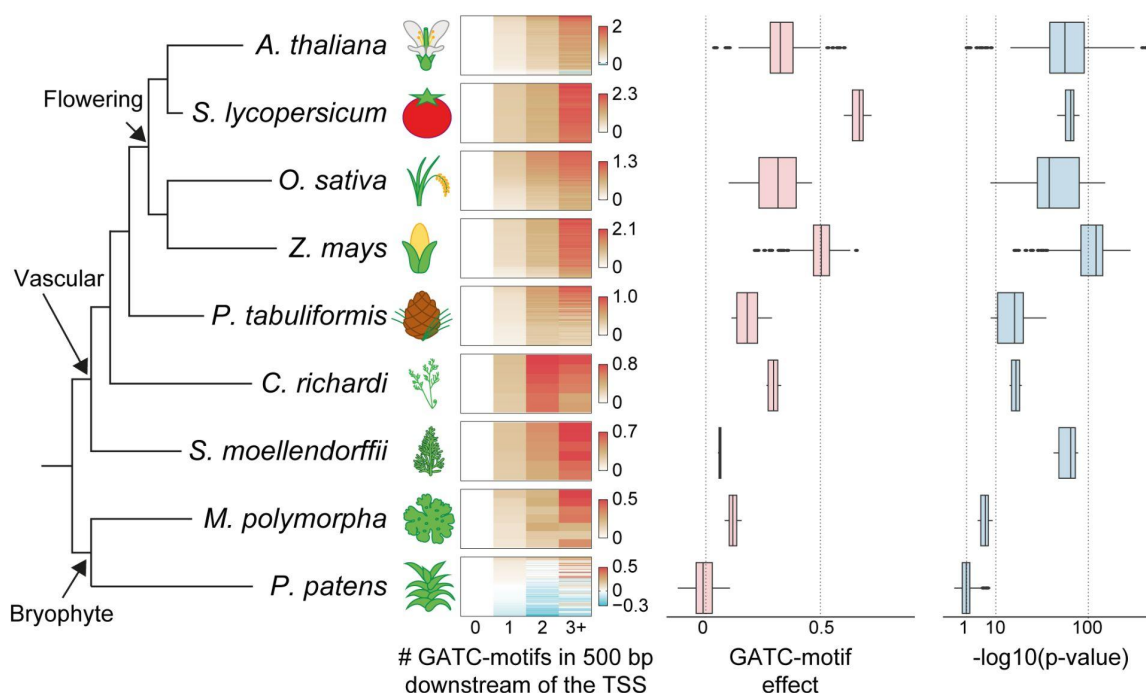 Flowering
Vascular
Bryophyte
A. thaliana
2
1
0
S. lycopersicum
2.3
0
O. sativa
1.3
0
Z. mays
2.1
0
P. tabuliformis
1.0
0
C. richardi
0.8
0
S. moellendorffii
0.7
0
M. polymorpha
0.5
0
P. patens
0.5
0
−0.3
0 1 2 3+
# GATC-motifs in 500 bp
downstream of the TSS
0 0.5
GATC-motif
effect
1 10 100
-log10(p-value)